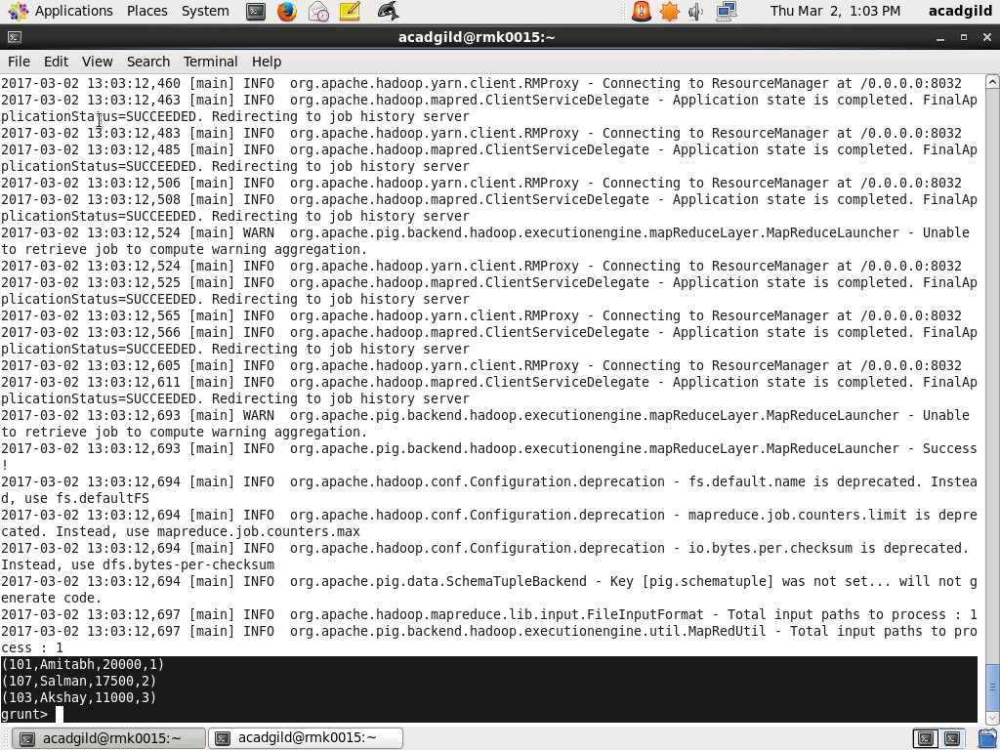 Applications Places System Thu Mar 2, 1:03 PM acadgild
acadgild@rmk0015:~
File Edit View Search Terminal Help
2017-03-02 13:03:12,460 [main] INFO  org.apache.hadoop.yarn.client.RMProxy - Connecting to ResourceManager at /0.0.0.0:8032
2017-03-02 13:03:12,463 [main] INFO  org.apache.hadoop.mapred.ClientServiceDelegate - Application state is completed. FinalAp
plicationStatus=SUCCEEDED. Redirecting to job history server
2017-03-02 13:03:12,483 [main] INFO  org.apache.hadoop.yarn.client.RMProxy - Connecting to ResourceManager at /0.0.0.0:8032
2017-03-02 13:03:12,485 [main] INFO  org.apache.hadoop.mapred.ClientServiceDelegate - Application state is completed. FinalAp
plicationStatus=SUCCEEDED. Redirecting to job history server
2017-03-02 13:03:12,506 [main] INFO  org.apache.hadoop.yarn.client.RMProxy - Connecting to ResourceManager at /0.0.0.0:8032
2017-03-02 13:03:12,508 [main] INFO  org.apache.hadoop.mapred.ClientServiceDelegate - Application state is completed. FinalAp
plicationStatus=SUCCEEDED. Redirecting to job history server
2017-03-02 13:03:12,524 [main] WARN  org.apache.pig.backend.hadoop.executionengine.mapReduceLayer.MapReduceLauncher - Unable
to retrieve job to compute warning aggregation.
2017-03-02 13:03:12,524 [main] INFO  org.apache.hadoop.yarn.client.RMProxy - Connecting to ResourceManager at /0.0.0.0:8032
2017-03-02 13:03:12,525 [main] INFO  org.apache.hadoop.mapred.ClientServiceDelegate - Application state is completed. FinalAp
plicationStatus=SUCCEEDED. Redirecting to job history server
2017-03-02 13:03:12,565 [main] INFO  org.apache.hadoop.yarn.client.RMProxy - Connecting to ResourceManager at /0.0.0.0:8032
2017-03-02 13:03:12,566 [main] INFO  org.apache.hadoop.mapred.ClientServiceDelegate - Application state is completed. FinalAp
plicationStatus=SUCCEEDED. Redirecting to job history server
2017-03-02 13:03:12,605 [main] INFO  org.apache.hadoop.yarn.client.RMProxy - Connecting to ResourceManager at /0.0.0.0:8032
2017-03-02 13:03:12,611 [main] INFO  org.apache.hadoop.mapred.ClientServiceDelegate - Application state is completed. FinalAp
plicationStatus=SUCCEEDED. Redirecting to job history server
2017-03-02 13:03:12,693 [main] WARN  org.apache.pig.backend.hadoop.executionengine.mapReduceLayer.MapReduceLauncher - Unable
to retrieve job to compute warning aggregation.
2017-03-02 13:03:12,693 [main] INFO  org.apache.pig.backend.hadoop.executionengine.mapReduceLayer.MapReduceLauncher - Success
!
2017-03-02 13:03:12,694 [main] INFO  org.apache.hadoop.conf.Configuration.deprecation - fs.default.name is deprecated. Instea
d, use fs.defaultFS
2017-03-02 13:03:12,694 [main] INFO  org.apache.hadoop.conf.Configuration.deprecation - mapreduce.job.counters.limit is depre
cated. Instead, use mapreduce.job.counters.max
2017-03-02 13:03:12,694 [main] INFO  org.apache.hadoop.conf.Configuration.deprecation - io.bytes.per.checksum is deprecated.
Instead, use dfs.bytes-per-checksum
2017-03-02 13:03:12,694 [main] INFO  org.apache.pig.data.SchemaTupleBackend - Key [pig.schematuple] was not set... will not g
enerate code.
2017-03-02 13:03:12,697 [main] INFO  org.apache.hadoop.mapreduce.lib.input.FileInputFormat - Total input paths to process : 1
2017-03-02 13:03:12,697 [main] INFO  org.apache.pig.backend.hadoop.executionengine.util.MapRedUtil - Total input paths to pro
cess : 1
(101,Amitabh,20000,1)
(107,Salman,17500,2)
(103,Akshay,11000,3)
grunt>
acadgild@rmk0015:~ acadgild@rmk0015:~